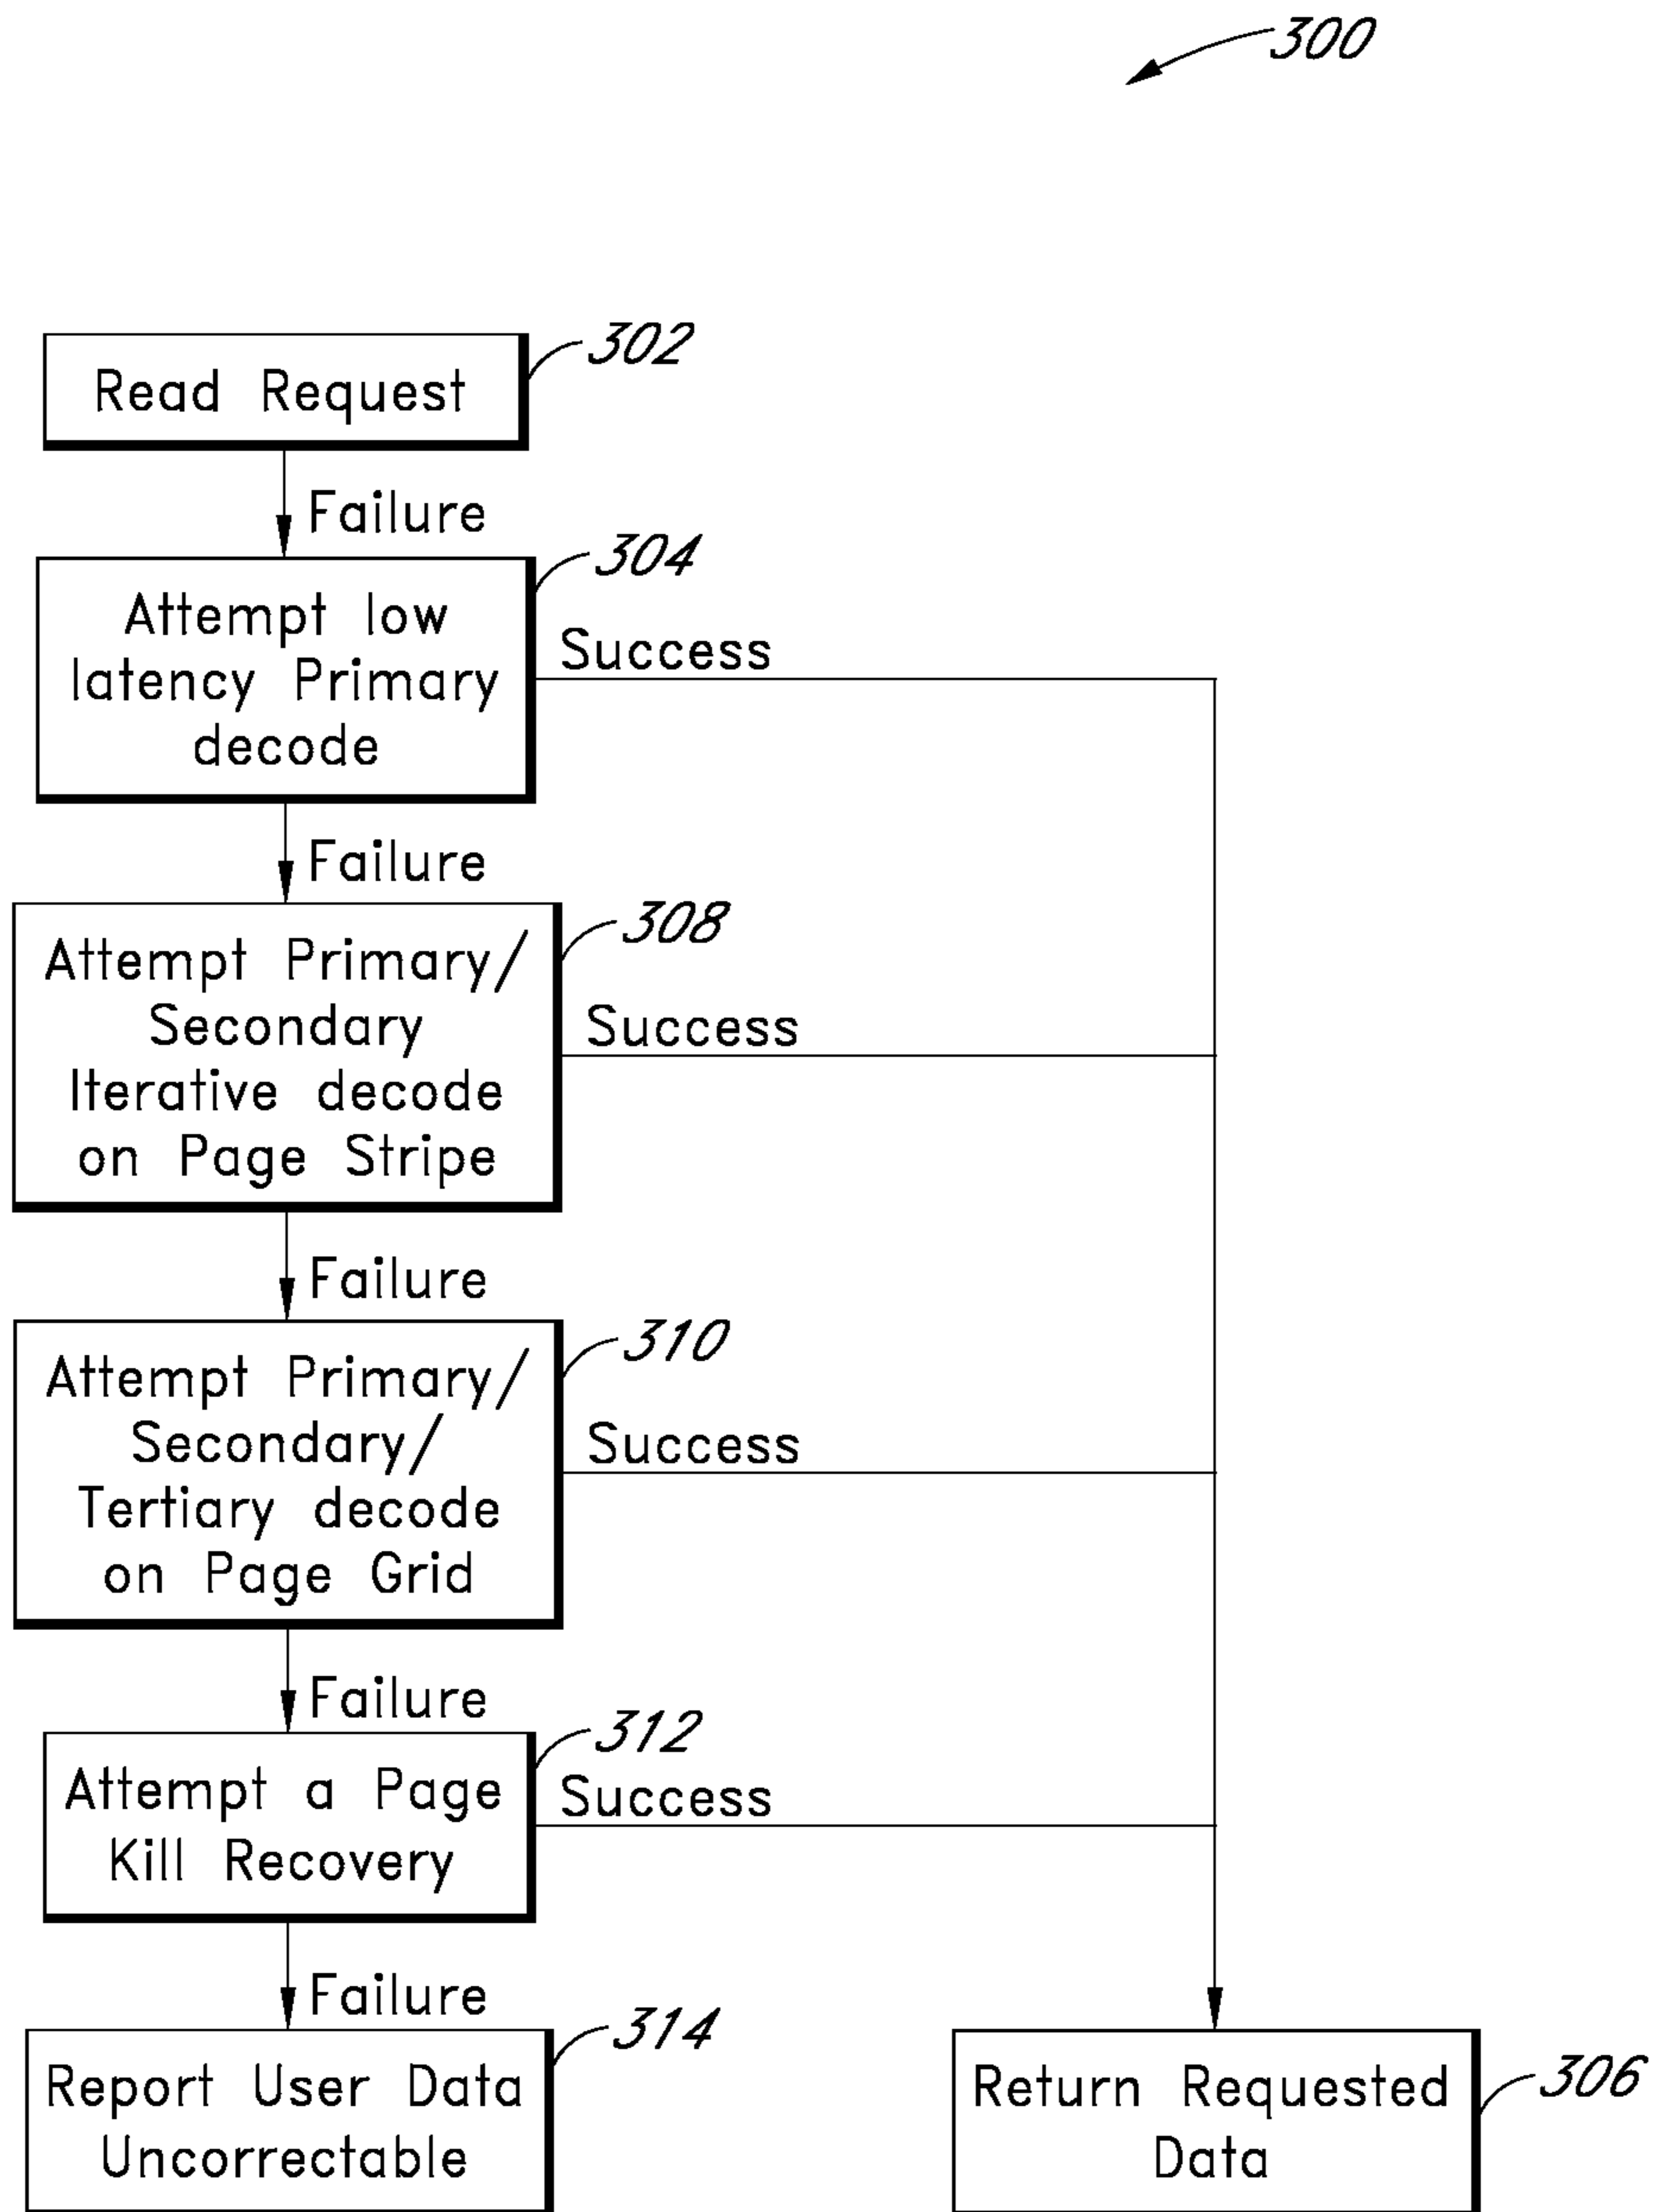 300
302
Read Request
Failure
304
Attempt low
latency Primary
decode
Success
Failure
308
Attempt Primary/
Secondary
Iterative decode
on Page Stripe
Success
Failure
310
Attempt Primary/
Secondary/
Tertiary decode
on Page Grid
Success
Failure
312
Attempt a Page
Kill Recovery
Success
Failure
314
Report User Data
Uncorrectable
306
Return Requested
Data